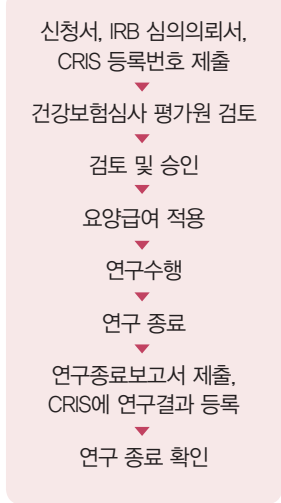 신청서, IRB 심의의뢰서,
CRIS 등록번호 제출
건강보험심사 평가원 검토
검토 및 승인
요양급여 적용
연구수행
연구 종료
연구종료보고서 제출,
CRIS에 연구결과 등록
연구 종료 확인